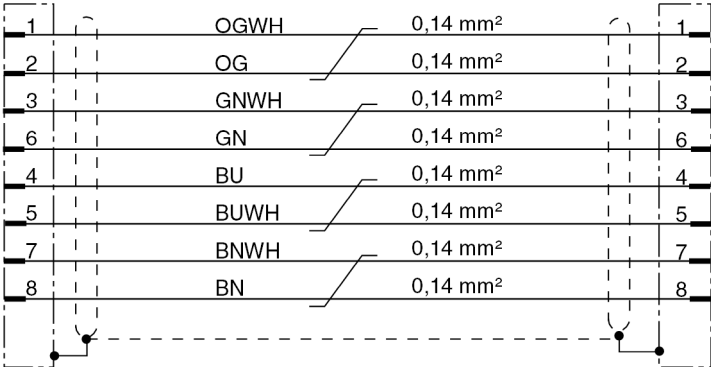 1 OGWH 0,14 mm² 1
2 OG 0,14 mm² 2
3 GNWH 0,14 mm² 3
6 GN 0,14 mm² 6
4 BU 0,14 mm² 4
5 BUWH 0,14 mm² 5
7 BNWH 0,14 mm² 7
8 BN 0,14 mm² 8